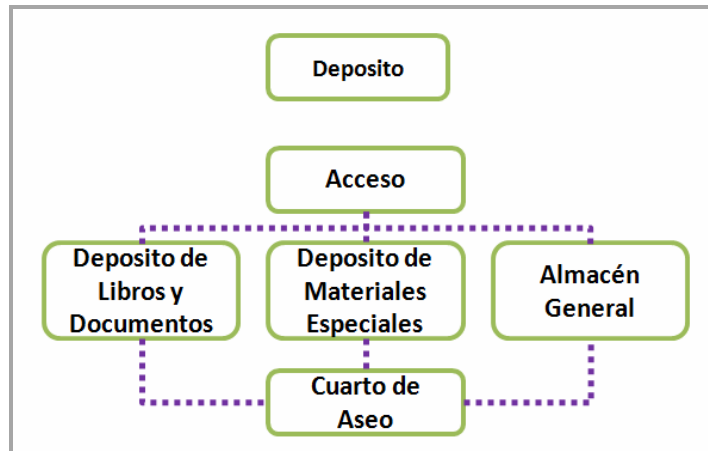 Deposito
Acceso
Deposito de
Libros y
Documentos
Deposito de
Materiales
Especiales
Almacén
General
Cuarto de
Aseo